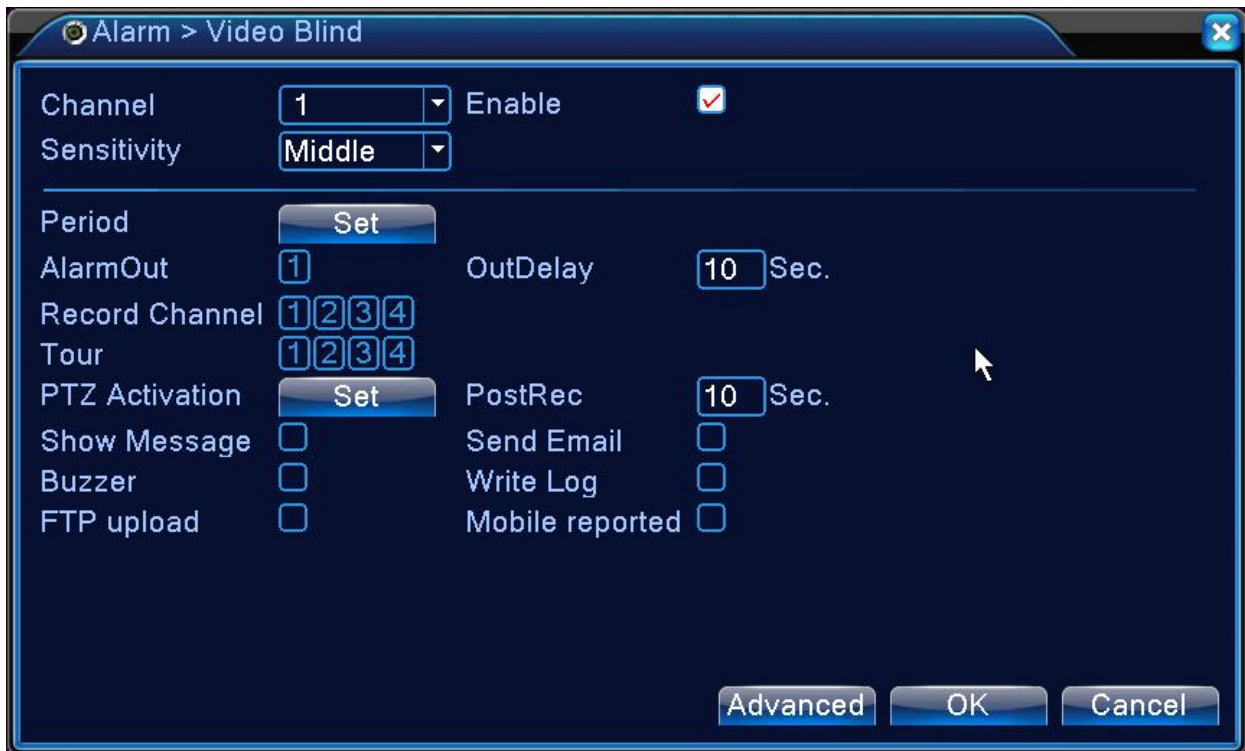 Alarm > Video Blind
Channel 1 Enable
Sensitivity Middle
Period Set
AlarmOut 1 OutDelay 10 Sec.
Record Channel 1 2 3 4
Tour 1 2 3 4
PTZ Activation Set PostRec 10 Sec.
Show Message Send Email
Buzzer Write Log
FTP upload Mobile reported
Advanced OK Cancel